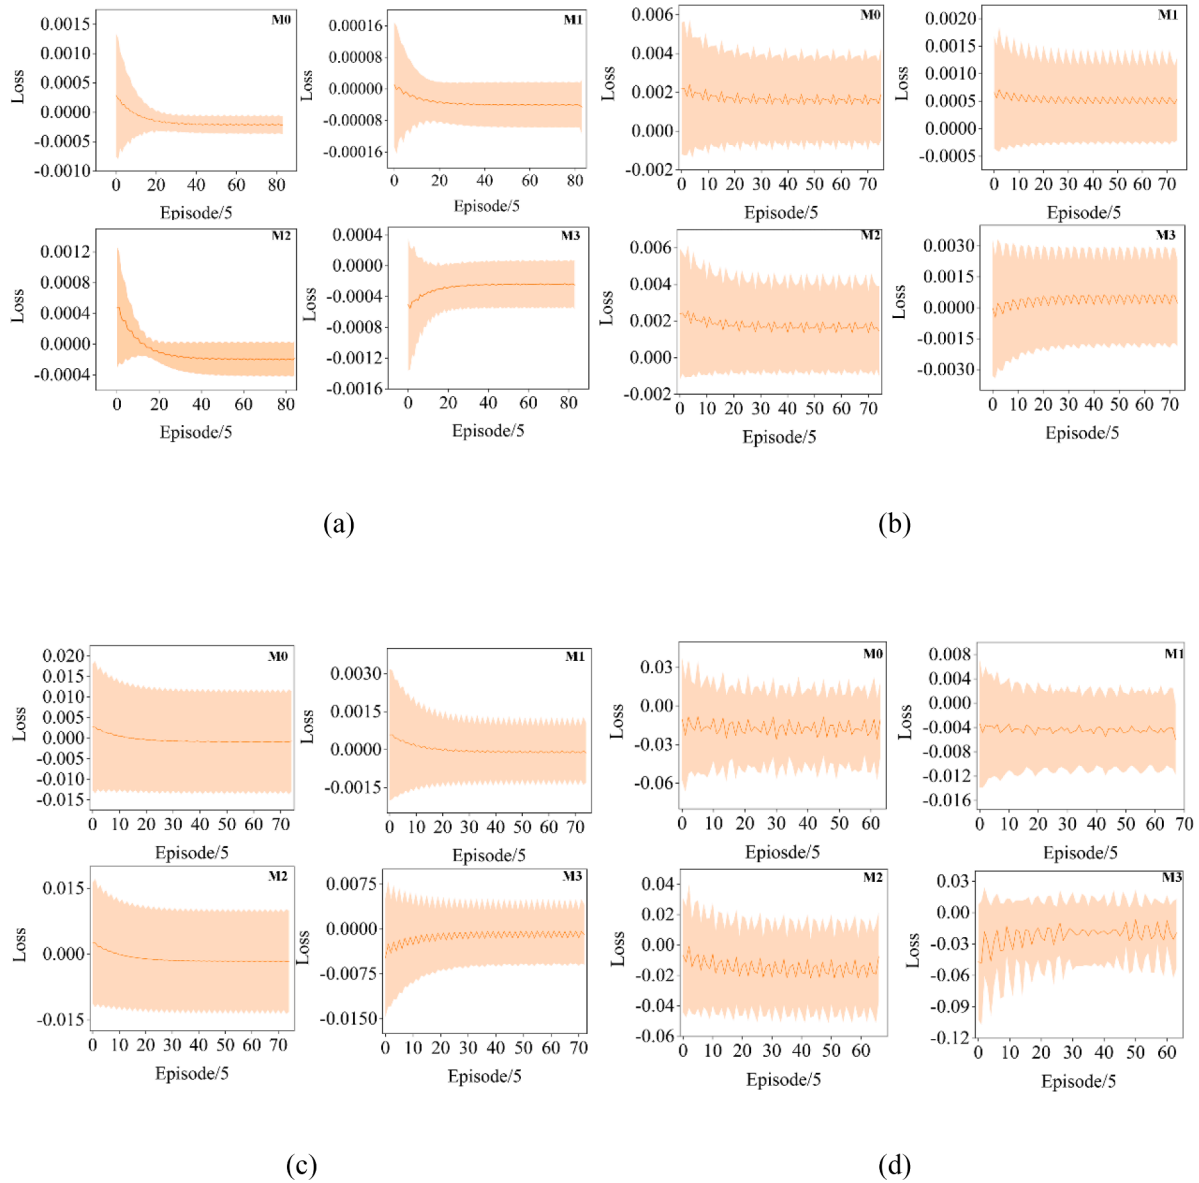 M0
0.0015
0.0010
0.0005
0.0000
-0.0005
-0.0010
Loss
0 20 40 60 80
Episode/5
M1
0.00016
0.00008
0.00000
-0.00008
-0.00016
Loss
0 20 40 60 80
Episode/5
M2
0.0012
0.0008
0.0004
0.0000
-0.0004
Loss
0 20 40 60 80
Episode/5
M3
0.0004
0.0000
-0.0004
-0.0008
-0.0012
-0.0016
Loss
0 20 40 60 80
Episode/5
(a)
M0
0.006
0.004
0.002
0.000
-0.002
Loss
0 10 20 30 40 50 60 70
Episode/5
M1
0.0020
0.0015
0.0010
0.0005
0.0000
-0.0005
Loss
0 10 20 30 40 50 60 70
Episode/5
M2
0.006
0.004
0.002
0.000
-0.002
Loss
0 10 20 30 40 50 60 70
Episode/5
M3
0.0030
0.0015
0.0000
-0.0015
-0.0030
Loss
0 10 20 30 40 50 60 70
Episode/5
(b)
M0
0.020
0.015
0.010
0.005
0.000
-0.005
-0.010
-0.015
Loss
0 10 20 30 40 50 60 70
Episode/5
M1
0.0030
0.0015
0.0000
-0.0015
Loss
0 10 20 30 40 50 60 70
Episode/5
M2
0.015
0.000
-0.015
Loss
0 10 20 30 40 50 60 70
Episode/5
M3
0.0075
0.0000
-0.0075
-0.0150
Loss
0 10 20 30 40 50 60 70
Episode/5
(c)
M0
0.03
0.00
-0.03
-0.06
Loss
0 10 20 30 40 50 60
Epiosde/5
M1
0.008
0.004
0.000
-0.004
-0.008
-0.012
-0.016
Loss
0 10 20 30 40 50 60 70
Episode/5
M2
0.04
0.02
0.00
-0.02
-0.04
-0.06
Loss
0 10 20 30 40 50 60
Episode/5
M3
0.03
0.00
-0.03
-0.06
-0.09
-0.12
Loss
0 10 20 30 40 50 60
Episode/5
(d)